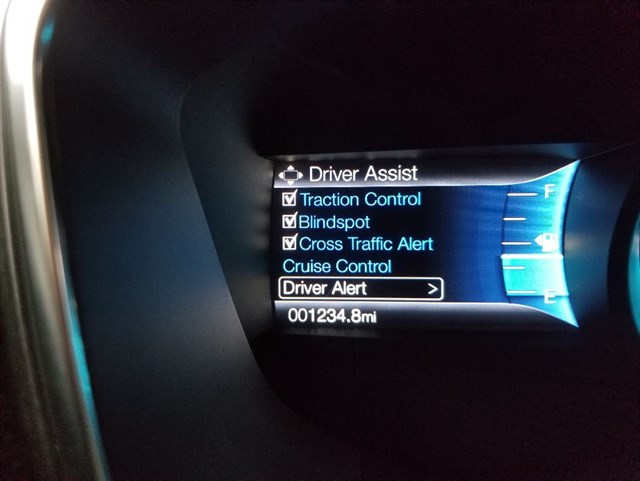 Driver Assist
Traction Control
Blindspot
Cross Traffic Alert
Cruise Control
Driver Alert >
001234.8mi
F
E